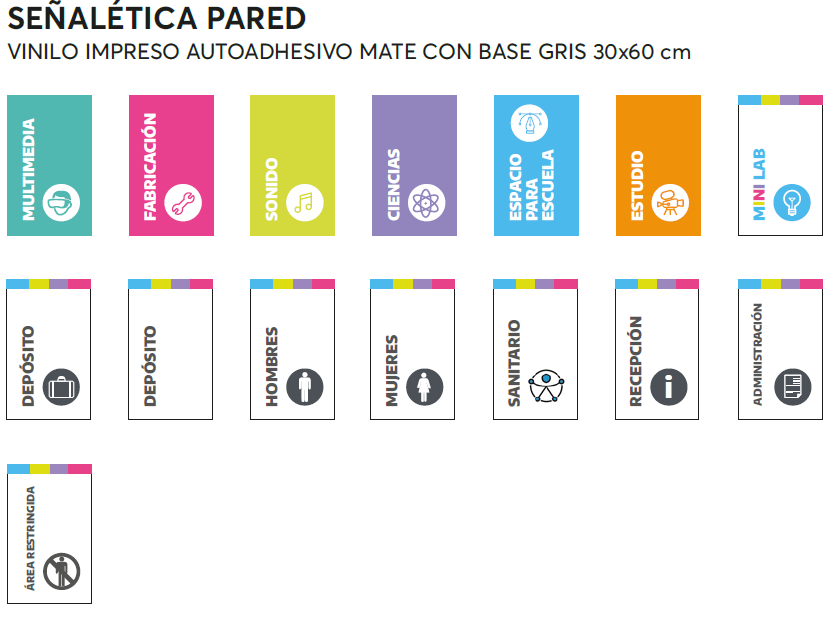 SEÑALÉTICA PARED
VINILO IMPRESO AUTOADHESIVO MATE CON BASE GRIS 30x60 cm
MULTIMEDIA
FABRICACIÓN
SONIDO
CIENCIAS
ESPACIO
PARA
ESCUELA
ESTUDIO
MINI LAB
DEPÓSITO
DEPÓSITO
HOMBRES
MUJERES
SANITARIO
RECEPCIÓN
ADMINISTRACIÓN
ÁREA RESTRINGIDA